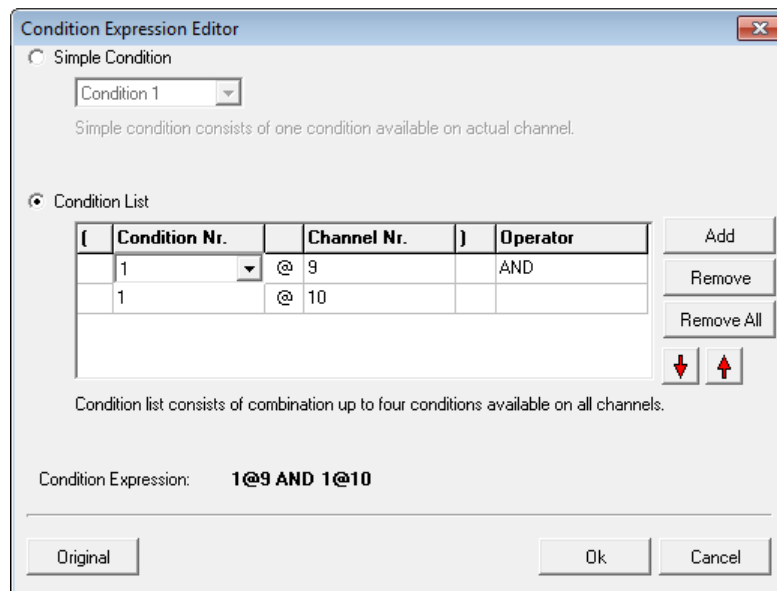 Condition Expression Editor
Simple Condition
Condition 1
Simple condition consists of one condition available on actual channel.
Condition List
( Condition Nr. Channel Nr. ) Operator
1 @ 9 AND
1 @ 10
Add
Remove
Remove All
Condition list consists of combination up to four conditions available on all channels.
Condition Expression: 1@9 AND 1@10
Original Ok Cancel